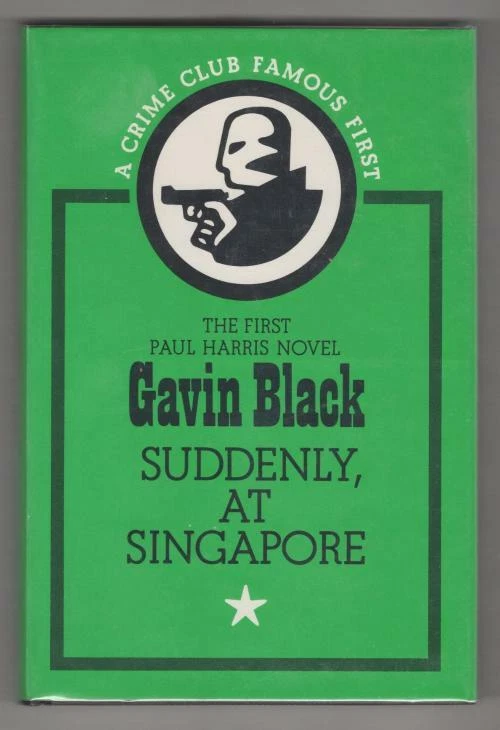 A CRIME CLUB FAMOUS FIRST
THE FIRST
PAUL HARRIS NOVEL
Gavin Black
SUDDENLY,
AT
SINGAPORE